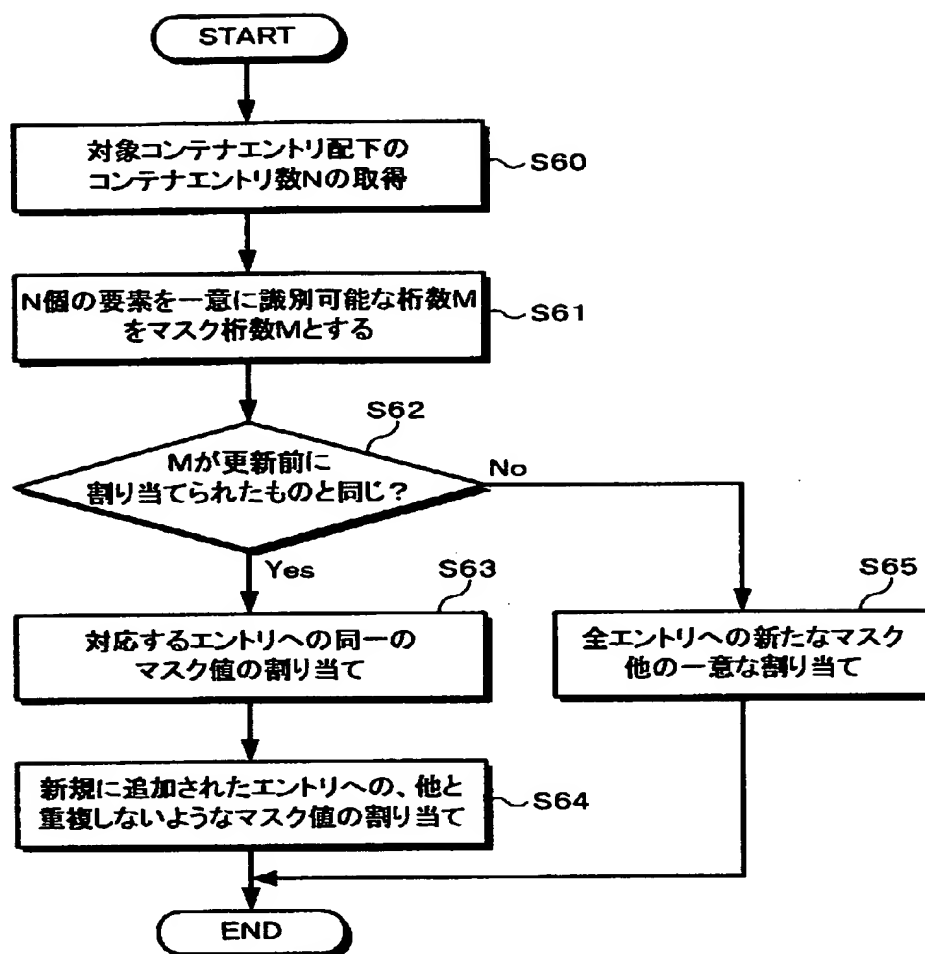 START
対象コンテナエントリ配下の
コンテナエントリ数Nの取得
S60
N個の要素を一意に識別可能な桁数M
をマスク桁数Mとする
S61
S62
Mが更新前に
割り当てられたものと同じ?
No
Yes
S63
対応するエントリへの同一の
マスク値の割り当て
S65
全エントリへの新たなマスク
他の一意な割り当て
新規に追加されたエントリへの、他と
重複しないようなマスク値の割り当て
S64
END